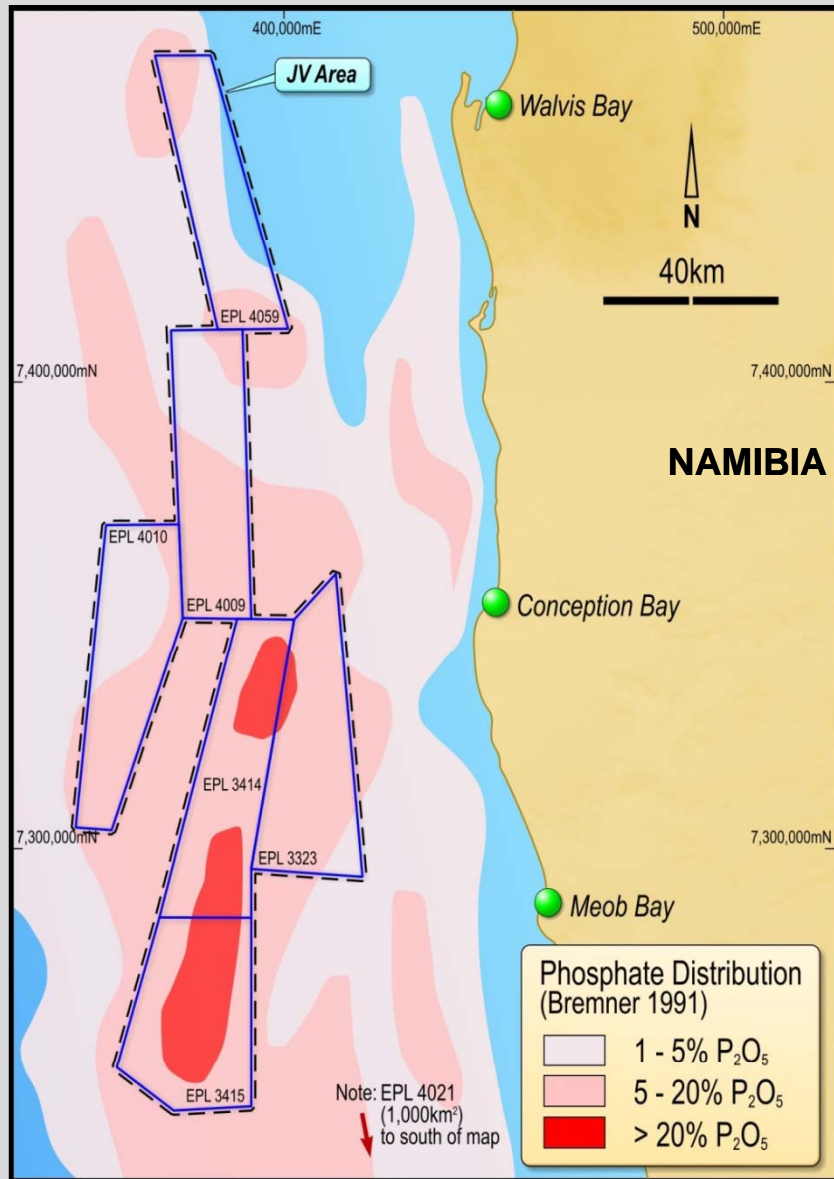 400,000mE
500,000mE
JV Area
Walvis Bay
N
40km
EPL 4059
7,400,000mN
7,400,000mN
NAMIBIA
EPL 4010
EPL 4009
Conception Bay
EPL 3414
7,300,000mN
7,300,000mN
EPL 3323
Meob Bay
Phosphate Distribution
(Bremner 1991)
1 - 5% P₂O₅
5 - 20% P₂O₅
> 20% P₂O₅
EPL 3415
Note: EPL 4021
(1,000km²)
to south of map